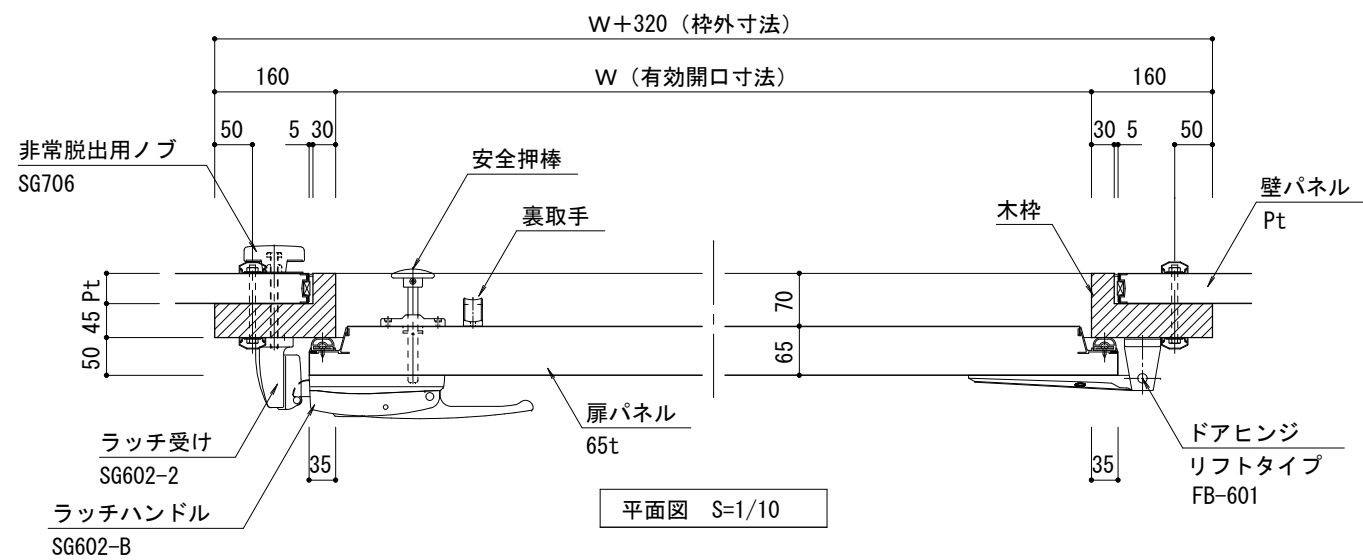 W+320（枠外寸法）
160
W（有効開口寸法）
160
50
5
30
30
5
50
非常脱出用ノブ
SG706
安全押棒
裏取手
木枠
壁パネル
Pt
Pt
45
50
70
65
ラッチ受け
SG602-2
ラッチハンドル
SG602-B
35
扉パネル
65t
35
ドアヒンジ
リフトタイプ
FB-601
平面図 S=1/10